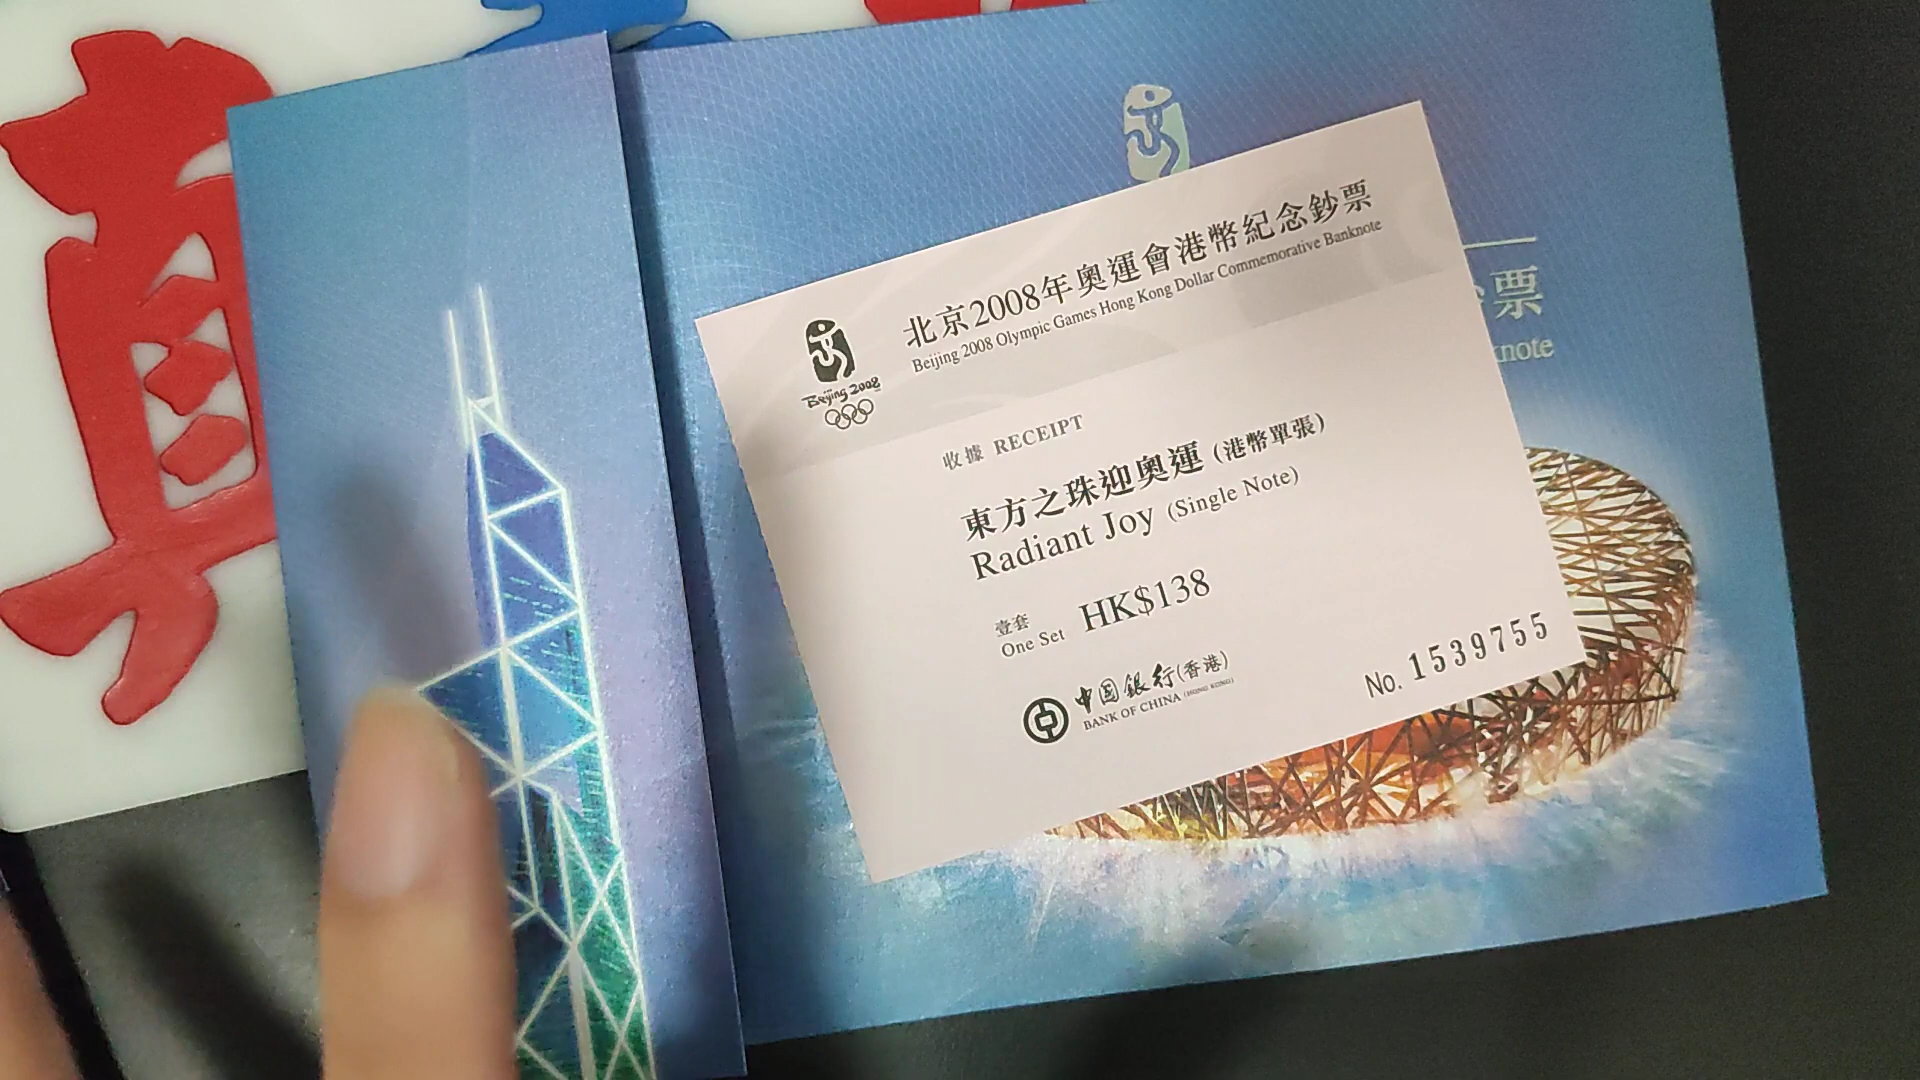 北京2008年奧運會港幣紀念鈔票
Beijing 2008 Olympic Games Hong Kong Dollar Commemorative Banknote
Beijing 2008
收據 RECEIPT
東方之珠迎奧運 (港幣單張)
Radiant Joy (Single Note)
壹套
One Set HK$138
中國銀行(香港)
BANK OF CHINA (HONG KONG)
No. 1539755
票
note